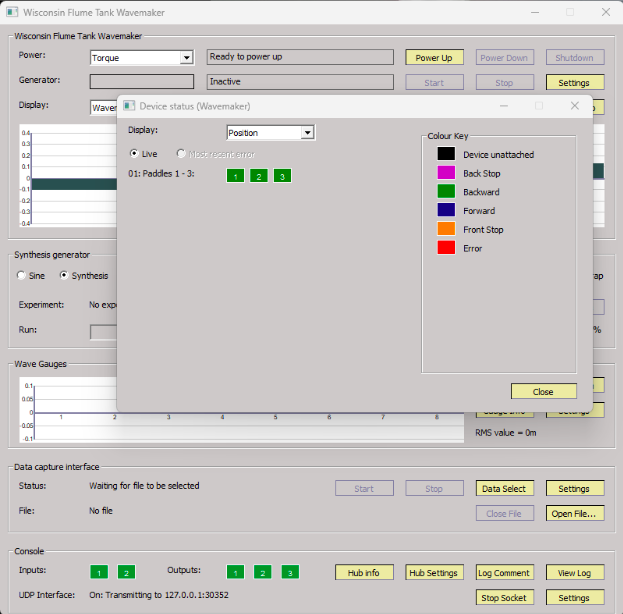 Wisconsin Flume Tank Wavemaker
Wisconsin Flume Tank Wavemaker
Power: Torque Ready to power up Power Up Power Down Shutdown
Generator: Inactive Start Stop Settings
Display:
Device status (Wavemaker)
Display: Position
Live Most recent error
01: Paddles 1 - 3: 1 2 3
Colour Key
Device unattached
Back Stop
Backward
Forward
Front Stop
Error
Close
0.4
0.3
0.2
0.1
0
-0.1
-0.2
-0.3
-0.4
Synthesis generator
Sine Synthesis
Experiment:
Run: %
Wave Gauges
0.1
0.05
0
-0.05
-0.1
1 2 3 4 5 6 7 8
Settings
RMS value = 0m
Data capture interface
Status: Waiting for file to be selected Start Stop Data Select Settings
File: No file Close File Open File...
Console
Inputs: 1 2 Outputs: 1 2 3 Hub info Hub Settings Log Comment View Log
UDP Interface: On: Transmitting to 127.0.0.1:30352 Stop Socket Settings